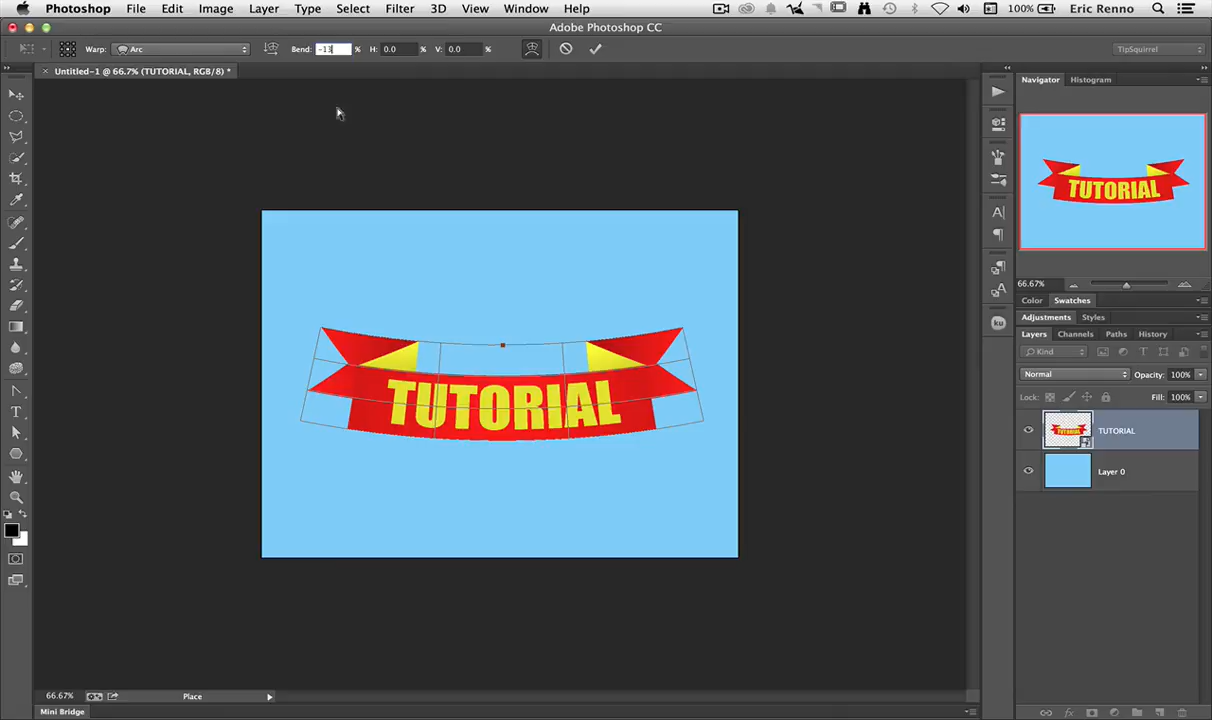 Photoshop File Edit Image Layer Type Select Filter 3D View Window Help 100% Eric Renno
Adobe Photoshop CC
Warp: Arc Bend: -13 % H: 0.0 % V: 0.0 % TipSquirrel
Untitled-1 @ 66.7% (TUTORIAL, RGB/8) *
Navigator Histogram
TUTORIAL
66.67%
Color Swatches
Adjustments Styles
Layers Channels Paths History
Kind
Normal Opacity: 100%
Lock: Fill: 100%
TUTORIAL TUTORIAL
Layer 0
TUTORIAL
66.67% Place
Mini Bridge